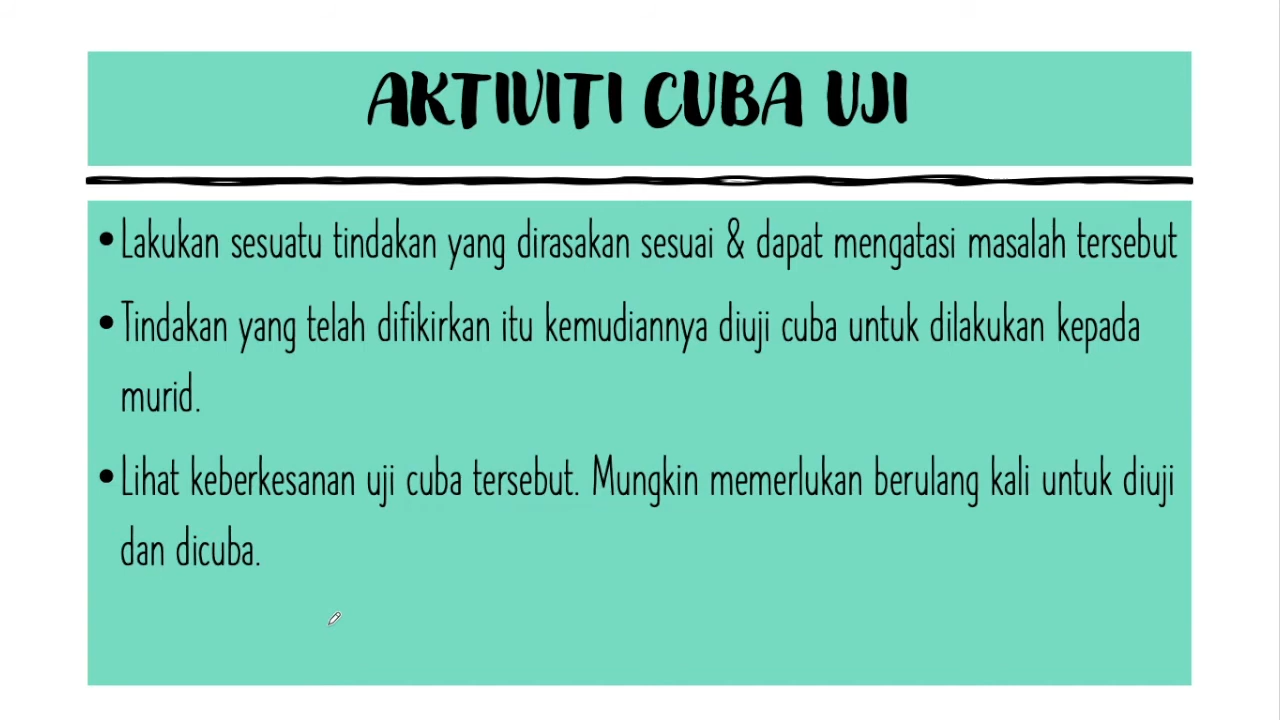 AKTIVITI CUBA UJI
• Lakukan sesuatu tindakan yang dirasakan sesuai & dapat mengatasi masalah tersebut
• Tindakan yang telah difikirkan itu kemudiannya diuji cuba untuk dilakukan kepada
murid.
• Lihat keberkesanan uji cuba tersebut. Mungkin memerlukan berulang kali untuk diuji
dan dicuba.